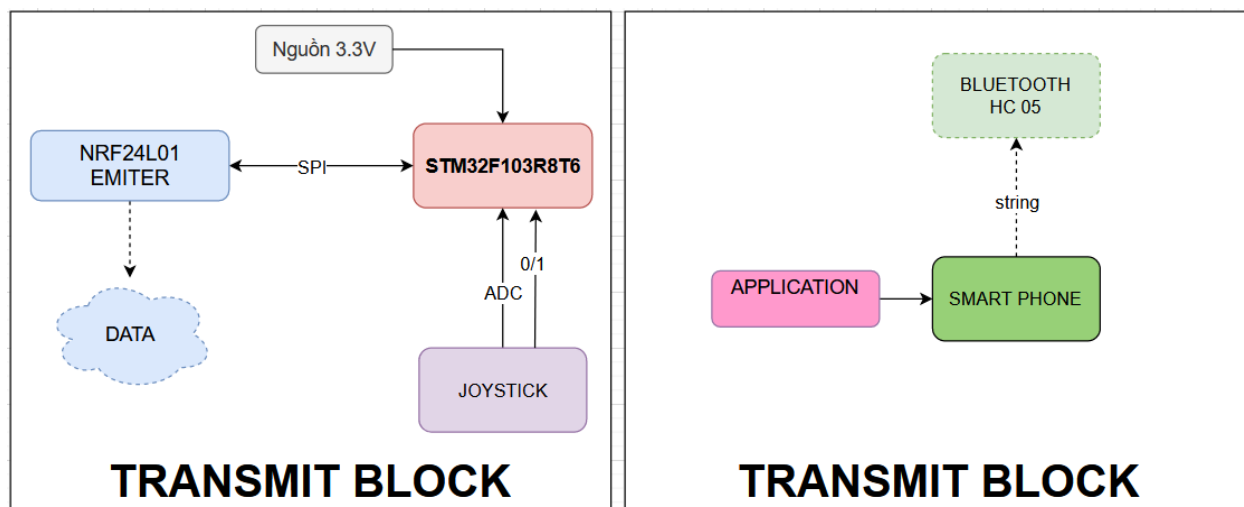 Nguồn 3.3V
NRF24L01
EMITER
SPI
STM32F103R8T6
0/1
ADC
DATA
JOYSTICK
TRANSMIT BLOCK
BLUETOOTH
HC 05
string
APPLICATION
SMART PHONE
TRANSMIT BLOCK